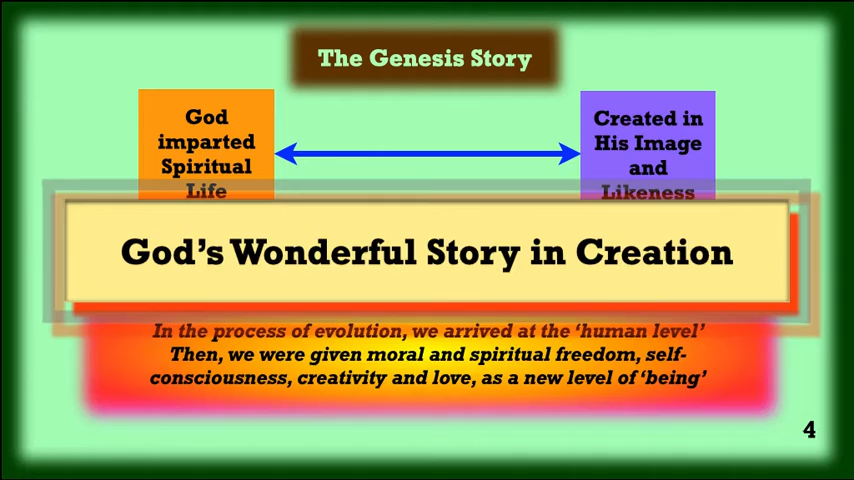 The Genesis Story
God
imparted
Spiritual
Life
Created in
His Image
and
Likeness
God's Wonderful Story in Creation
In the process of evolution, we arrived at the ‘human level’
Then, we were given moral and spiritual freedom, self-
consciousness, creativity and love, as a new level of ‘being’
4